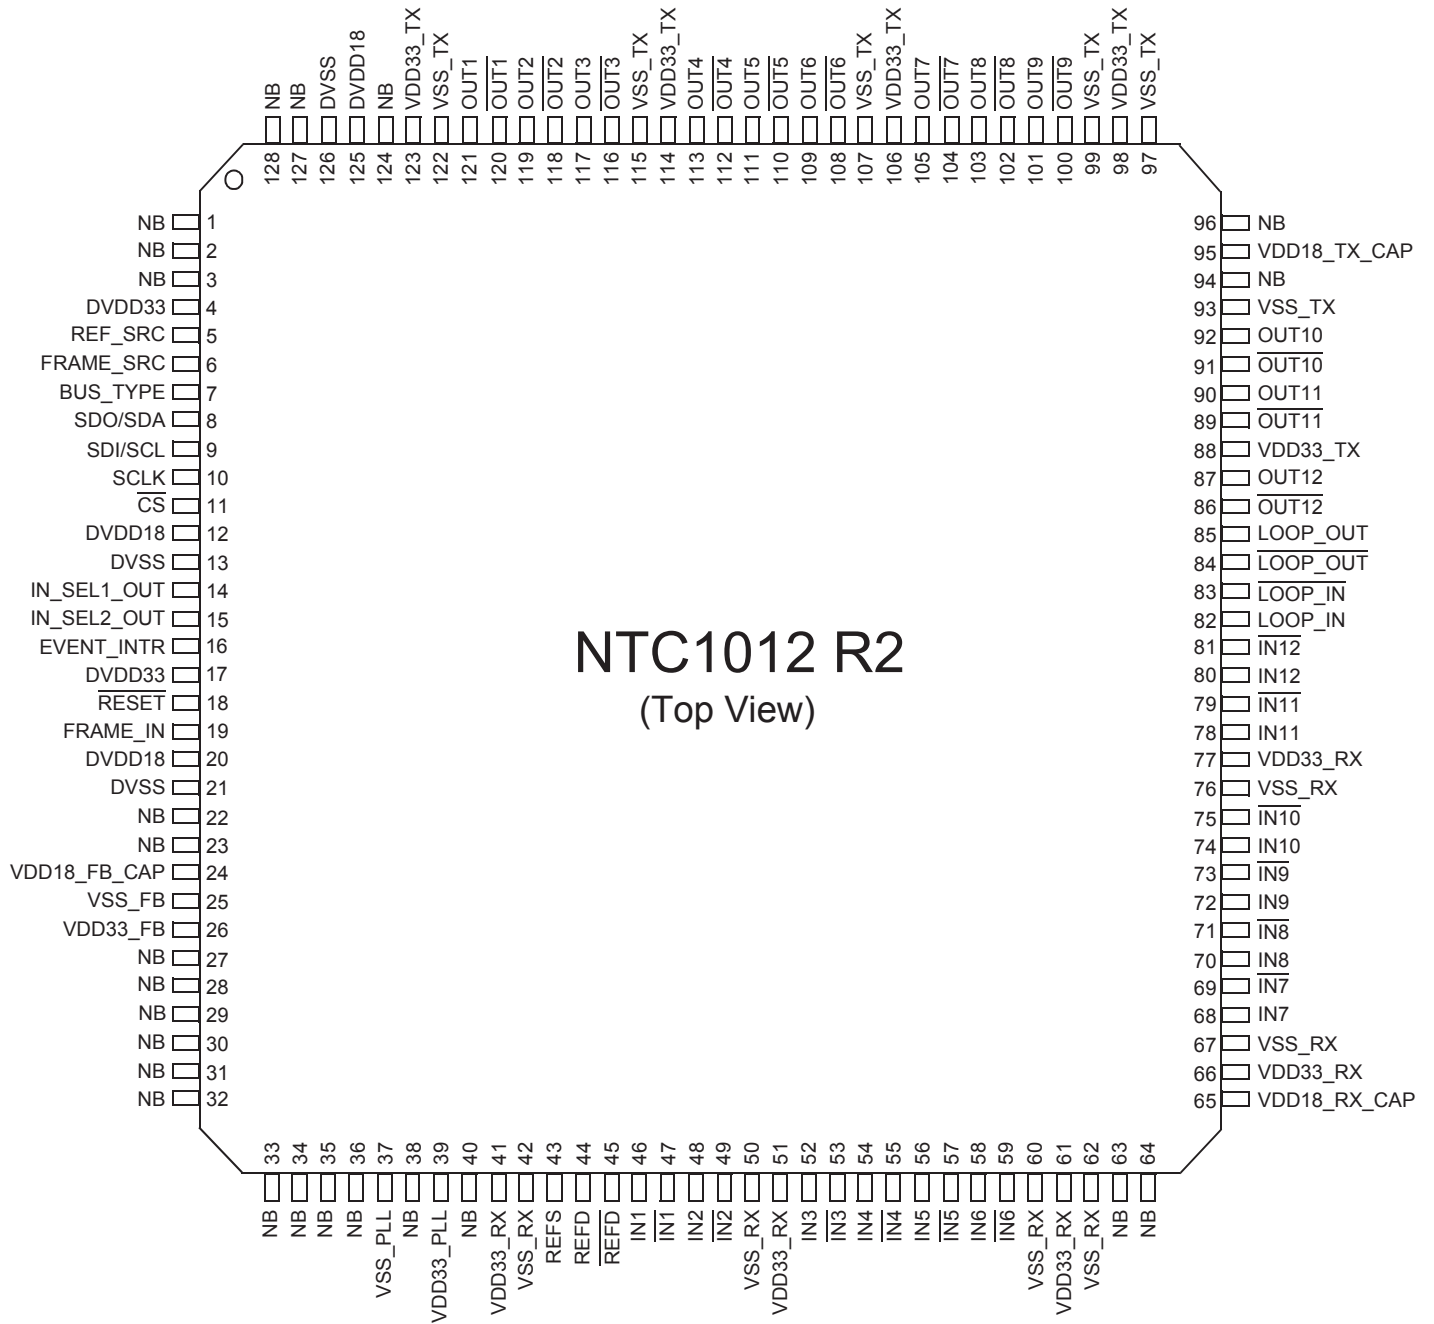 NB
NB
DVSS
DVDD18
NB
VDD33_TX
VSS_TX
OUT1
OUT1
OUT2
OUT2
OUT3
OUT3
VSS_TX
VDD33_TX
OUT4
OUT4
OUT5
OUT5
OUT6
OUT6
VSS_TX
VDD33_TX
OUT7
OUT7
OUT8
OUT8
OUT9
OUT9
VSS_TX
VDD33_TX
VSS_TX
128
127
126
125
124
123
122
121
120
119
118
117
116
115
114
113
112
111
110
109
108
107
106
105
104
103
102
101
100
99
98
97
NB 1
NB 2
NB 3
DVDD33 4
REF_SRC 5
FRAME_SRC 6
BUS_TYPE 7
SDO/SDA 8
SDI/SCL 9
SCLK 10
CS 11
DVDD18 12
DVSS 13
IN_SEL1_OUT 14
IN_SEL2_OUT 15
EVENT_INTR 16
DVDD33 17
RESET 18
FRAME_IN 19
DVDD18 20
DVSS 21
NB 22
NB 23
VDD18_FB_CAP 24
VSS_FB 25
VDD33_FB 26
NB 27
NB 28
NB 29
NB 30
NB 31
NB 32
NTC1012 R2
(Top View)
96 NB
95 VDD18_TX_CAP
94 NB
93 VSS_TX
92 OUT10
91 OUT10
90 OUT11
89 OUT11
88 VDD33_TX
87 OUT12
86 OUT12
85 LOOP_OUT
84 LOOP_OUT
83 LOOP_IN
82 LOOP_IN
81 IN12
80 IN12
79 IN11
78 IN11
77 VDD33_RX
76 VSS_RX
75 IN10
74 IN10
73 IN9
72 IN9
71 IN8
70 IN8
69 IN7
68 IN7
67 VSS_RX
66 VDD33_RX
65 VDD18_RX_CAP
33
34
35
36
37
38
39
40
41
42
43
44
45
46
47
48
49
50
51
52
53
54
55
56
57
58
59
60
61
62
63
64
NB
NB
NB
NB
VSS_PLL
NB
VDD33_PLL
NB
VDD33_RX
VSS_RX
REFS
REFD
REFD
IN1
IN1
IN2
IN2
VSS_RX
VDD33_RX
IN3
IN3
IN4
IN4
IN5
IN5
IN6
IN6
VSS_RX
VDD33_RX
VSS_RX
NB
NB